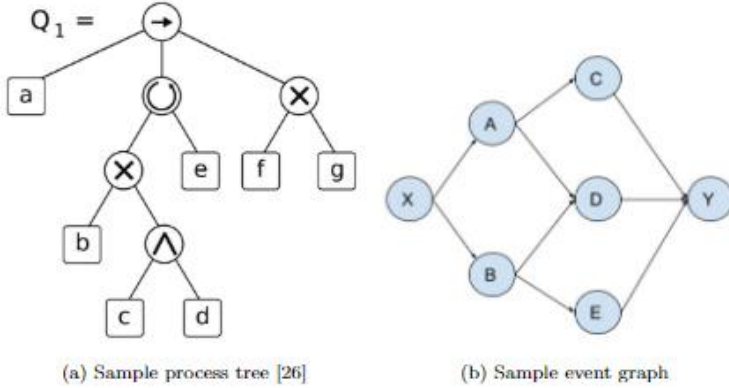 Q1 = →
a
× e f g
×
b ∧
c d
C
A
X D Y
B
E
(a) Sample process tree [26]
(b) Sample event graph